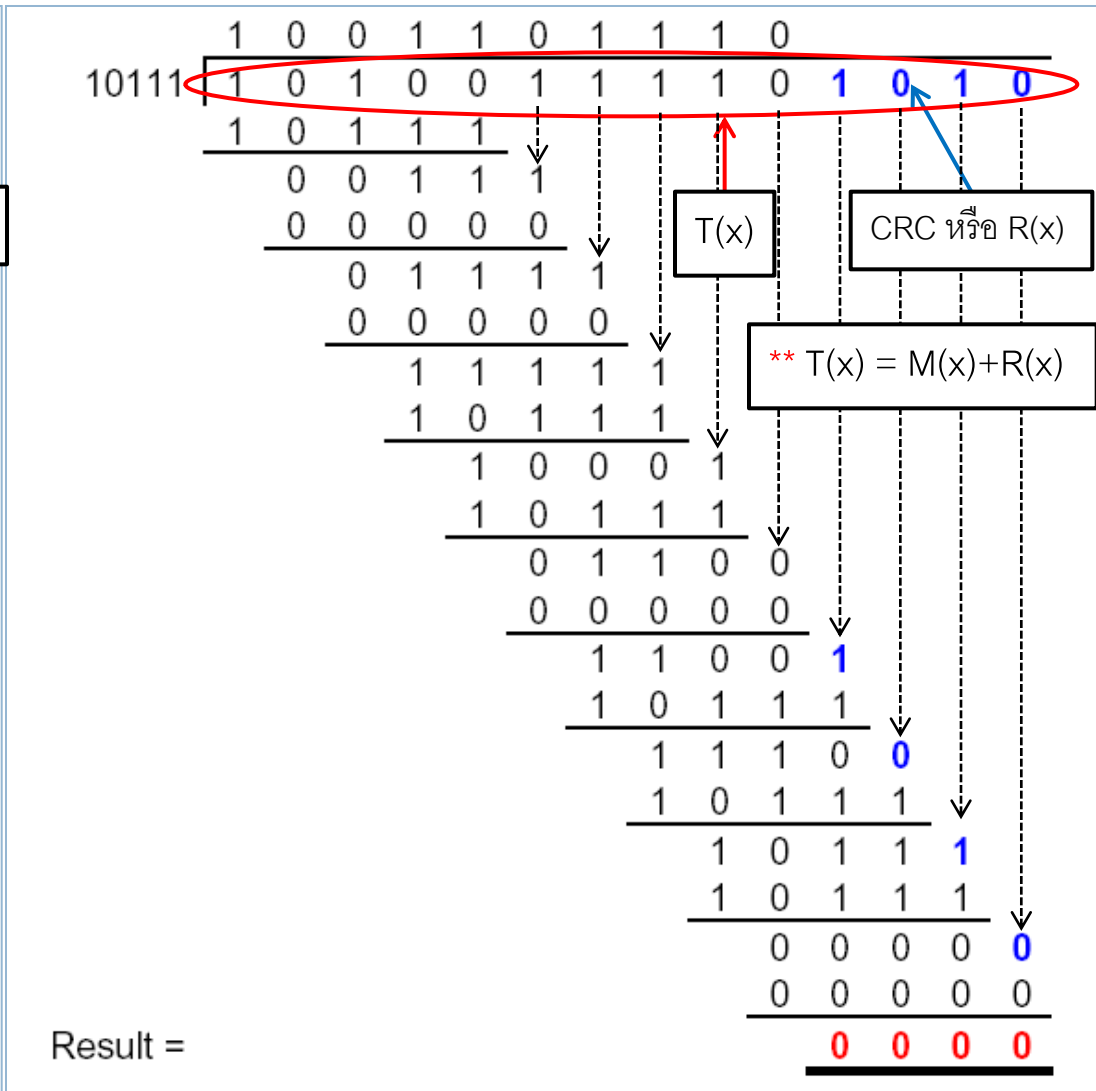 1 0 0 1 1 0 1 1 1 0
10111 1 0 1 0 0 1 1 1 1 0 1 0 1 0
1 0 1 1 1
0 0 1 1 1
0 0 0 0 0
T(x)
CRC หรือ R(x)
0 1 1 1 1
0 0 0 0 0
** T(x) = M(x)+R(x)
1 1 1 1 1
1 0 1 1 1
1 0 0 0 1
1 0 1 1 1
0 1 1 0 0
0 0 0 0 0
1 1 0 0 1
1 0 1 1 1
1 1 1 0 0
1 0 1 1 1
1 0 1 1 1
1 0 1 1 1
0 0 0 0 0
0 0 0 0 0
Result = 0 0 0 0